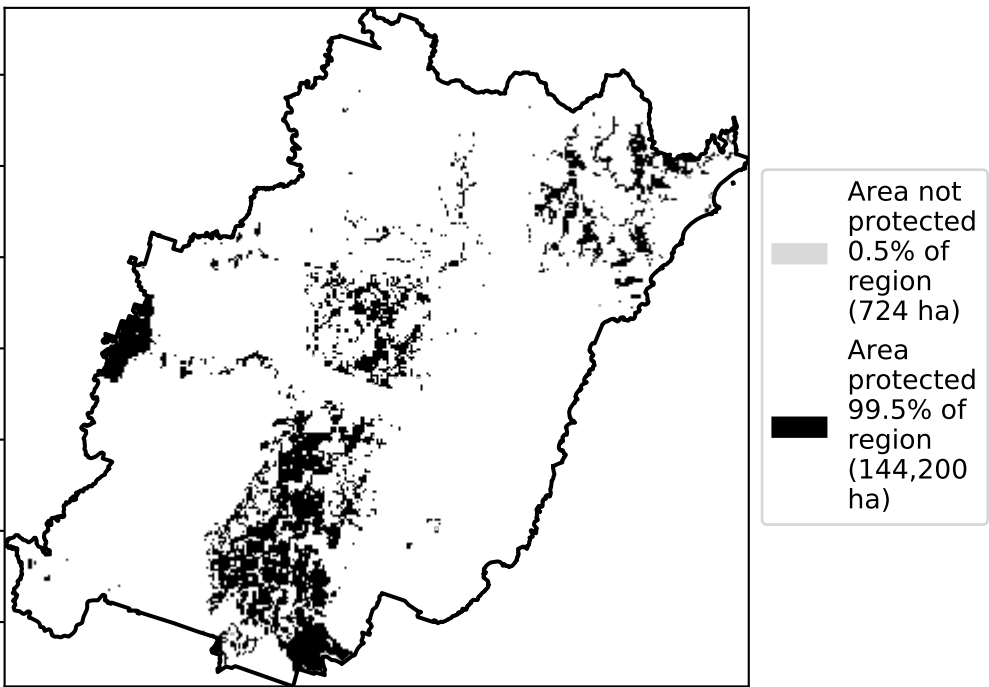 Area not
protected
0.5% of
region
(724 ha)
Area
protected
99.5% of
region
(144,200
ha)